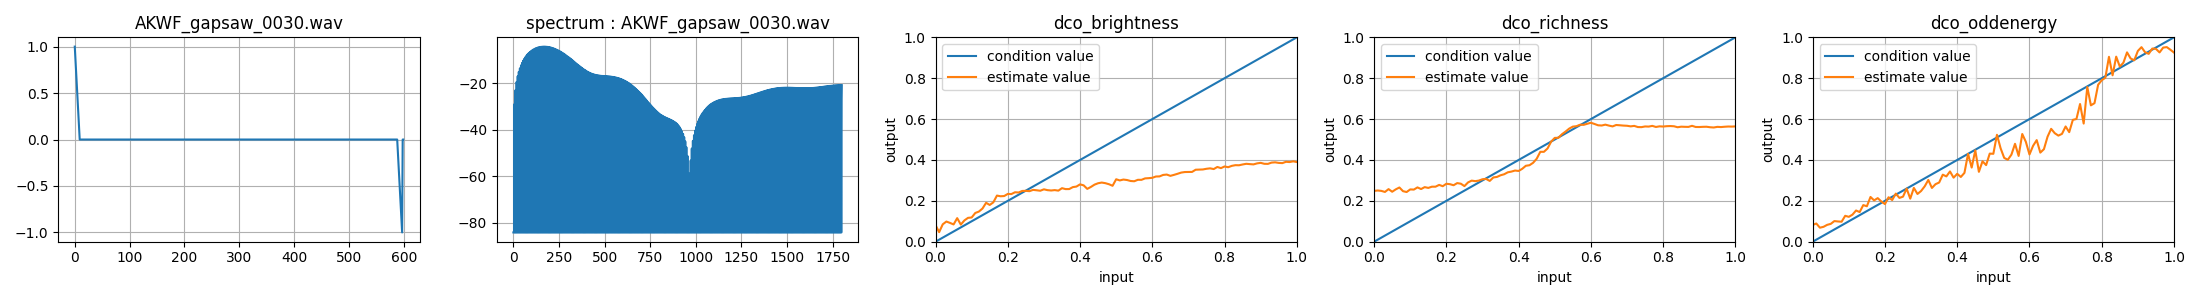 AKWF_gapsaw_0030.wav
1.0
0.5
0.0
−0.5
−1.0
0 100 200 300 400 500 600
spectrum : AKWF_gapsaw_0030.wav
−20
−40
−60
−80
0 250 500 750 1000 1250 1500 1750
dco_brightness
condition value
estimate value
output
1.0
0.8
0.6
0.4
0.2
0.0
0.0 0.2 0.4 0.6 0.8 1.0
input
dco_richness
condition value
estimate value
output
1.0
0.8
0.6
0.4
0.2
0.0
0.0 0.2 0.4 0.6 0.8 1.0
input
dco_oddenergy
condition value
estimate value
output
1.0
0.8
0.6
0.4
0.2
0.0
0.0 0.2 0.4 0.6 0.8 1.0
input